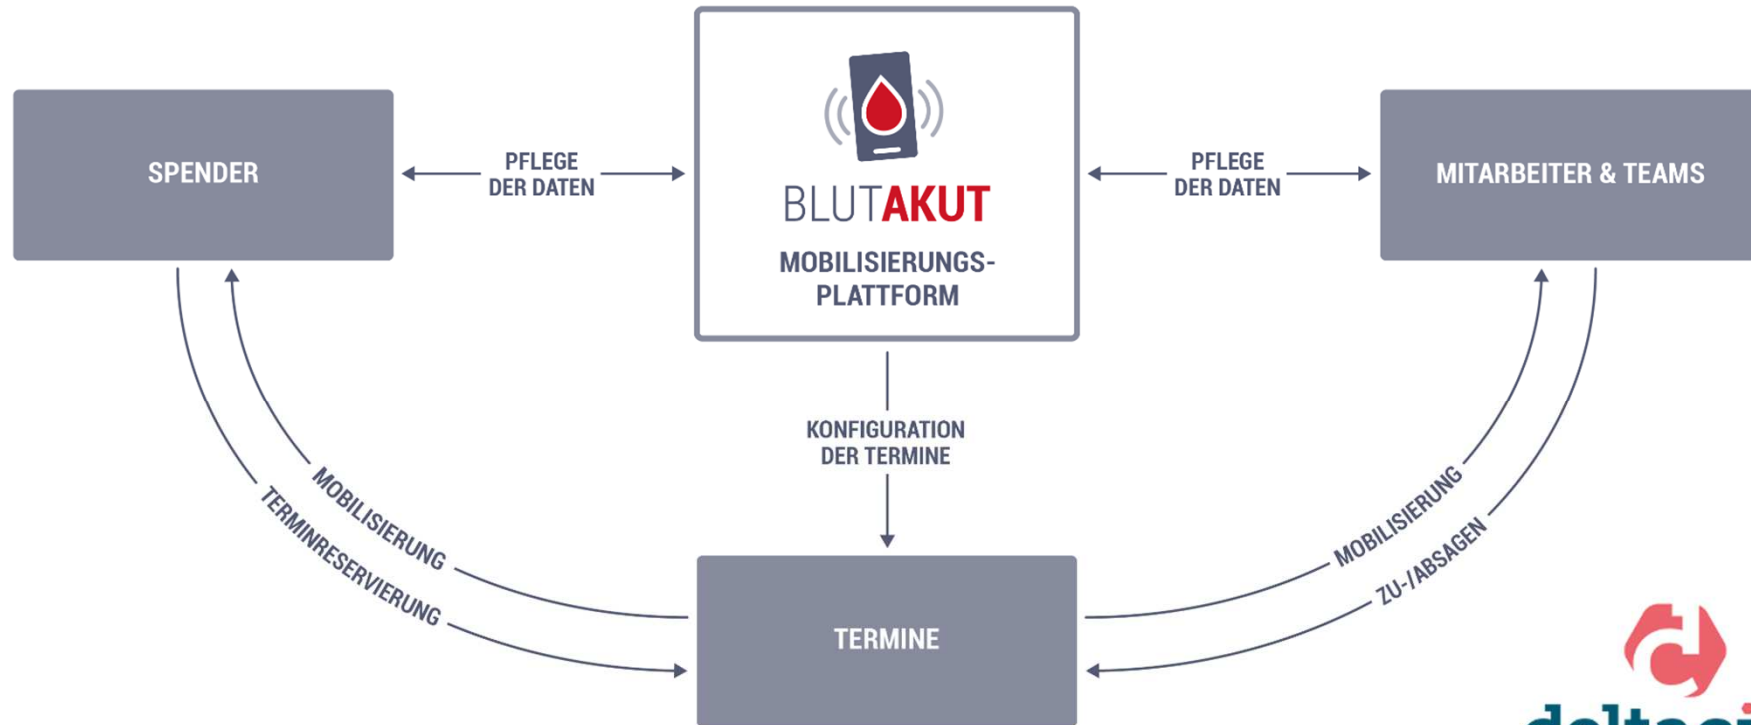 SPENDER
PFLEGE
DER DATEN
BLUTAKUT
MOBILISIERUNGS-
PLATTFORM
PFLEGE
DER DATEN
MITARBEITER & TEAMS
KONFIGURATION
DER TERMINE
MOBILISIERUNG
TERMINRESERVIERUNG
MOBILISIERUNG
ZU-/ABSAGEN
TERMINE